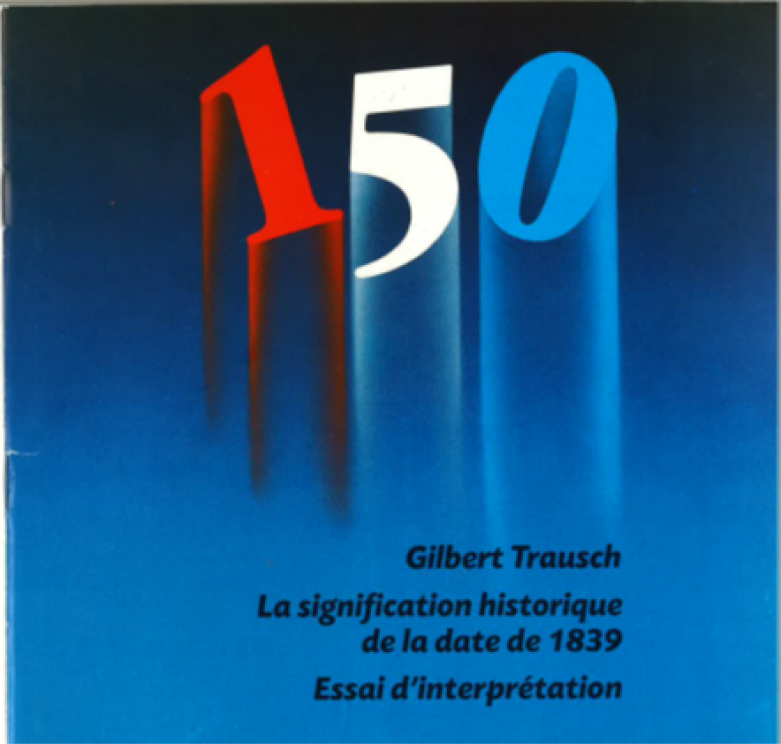 150
Gilbert Trausch
La signification historique
de la date de 1839
Essai d'interprétation